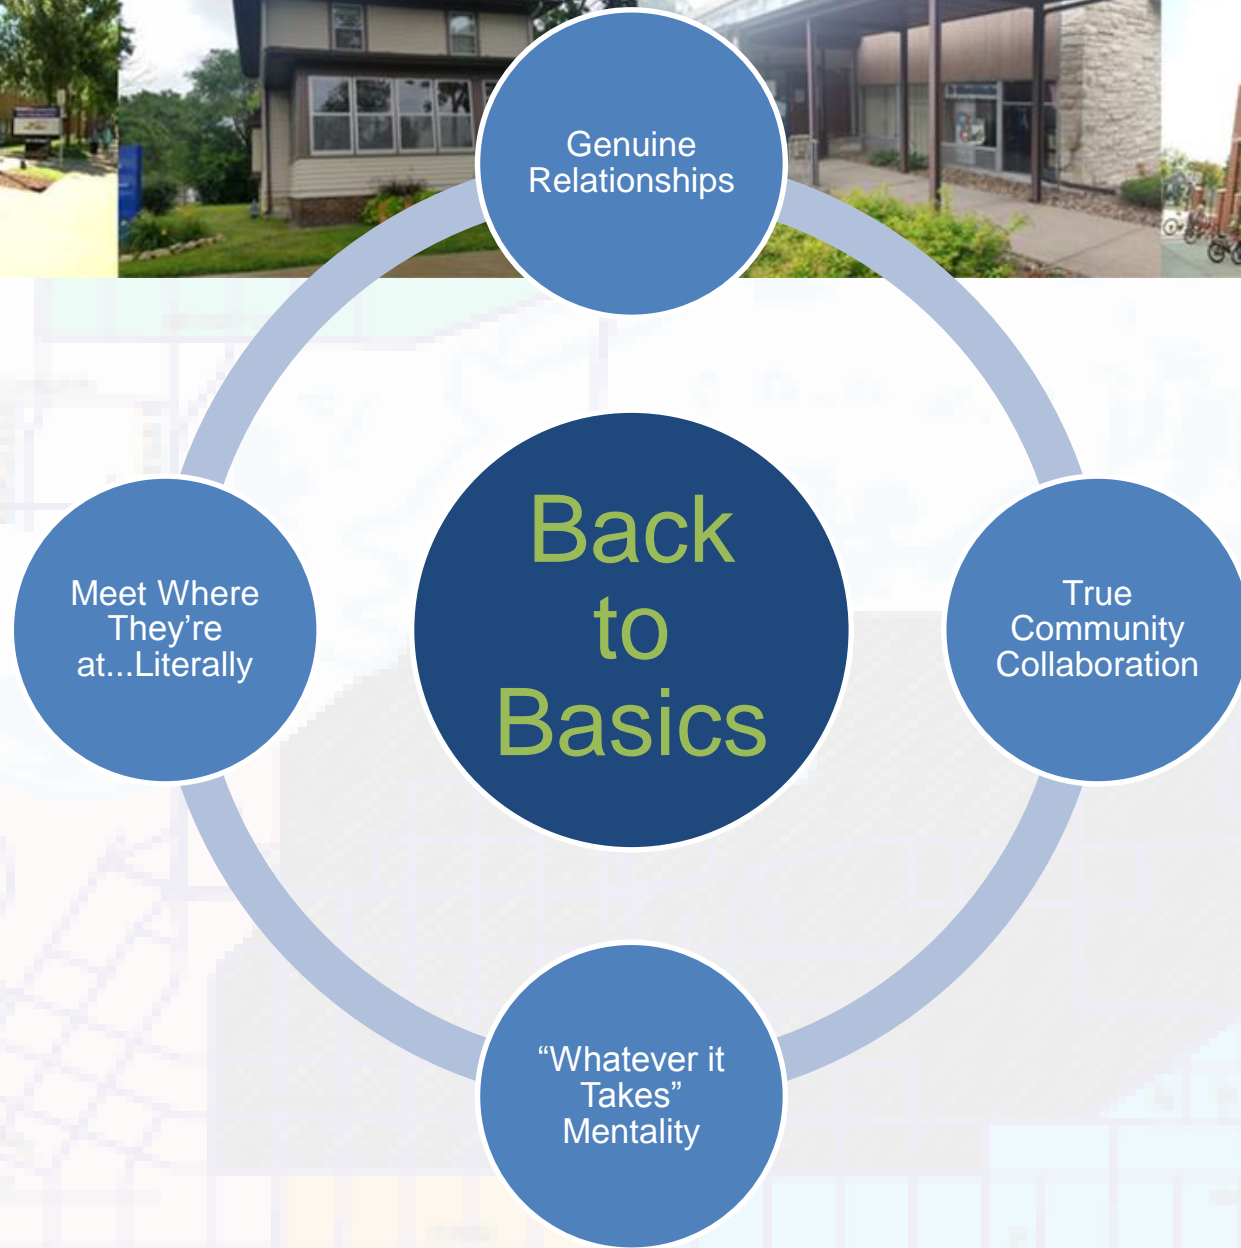 Genuine
Relationships
Back
to
Basics
Meet Where
They’re
at...Literally
True
Community
Collaboration
“Whatever it
Takes”
Mentality